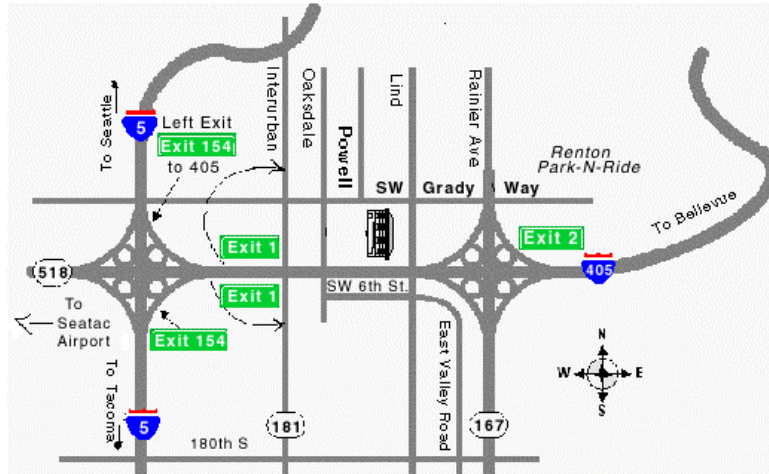 To Seattle
5
Left Exit
Exit 154
to 405
Interurban
Oaksdale
Powell
Lind
Rainier Ave
Renton
Park-N-Ride
SW Grady Way
To Bellevue
Exit 1
Exit 2
518
405
Exit 1
SW 6th St.
To
Seatac
Airport
Exit 154
To Tacoma
5
181
East Valley Road
167
180th S
N
W
E
S